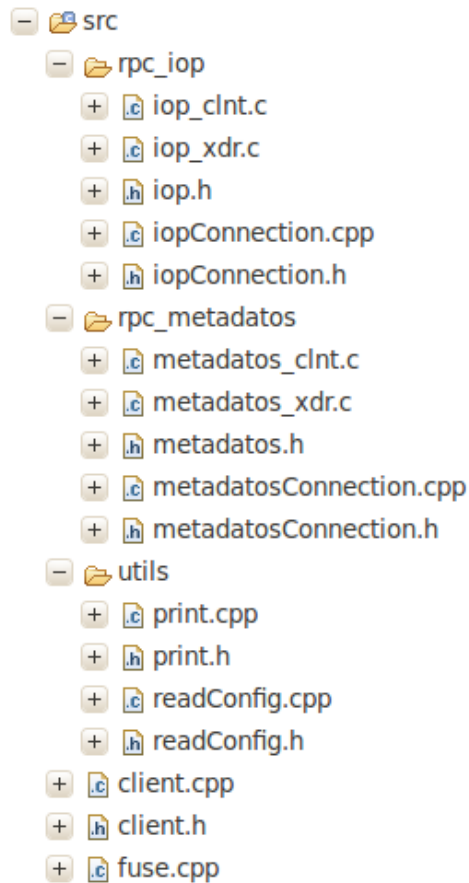 src
rpc_iop
iop_clnt.c
iop_xdr.c
iop.h
iopConnection.cpp
iopConnection.h
rpc_metadatos
metadatos_clnt.c
metadatos_xdr.c
metadatos.h
metadatosConnection.cpp
metadatosConnection.h
utils
print.cpp
print.h
readConfig.cpp
readConfig.h
client.cpp
client.h
fuse.cpp